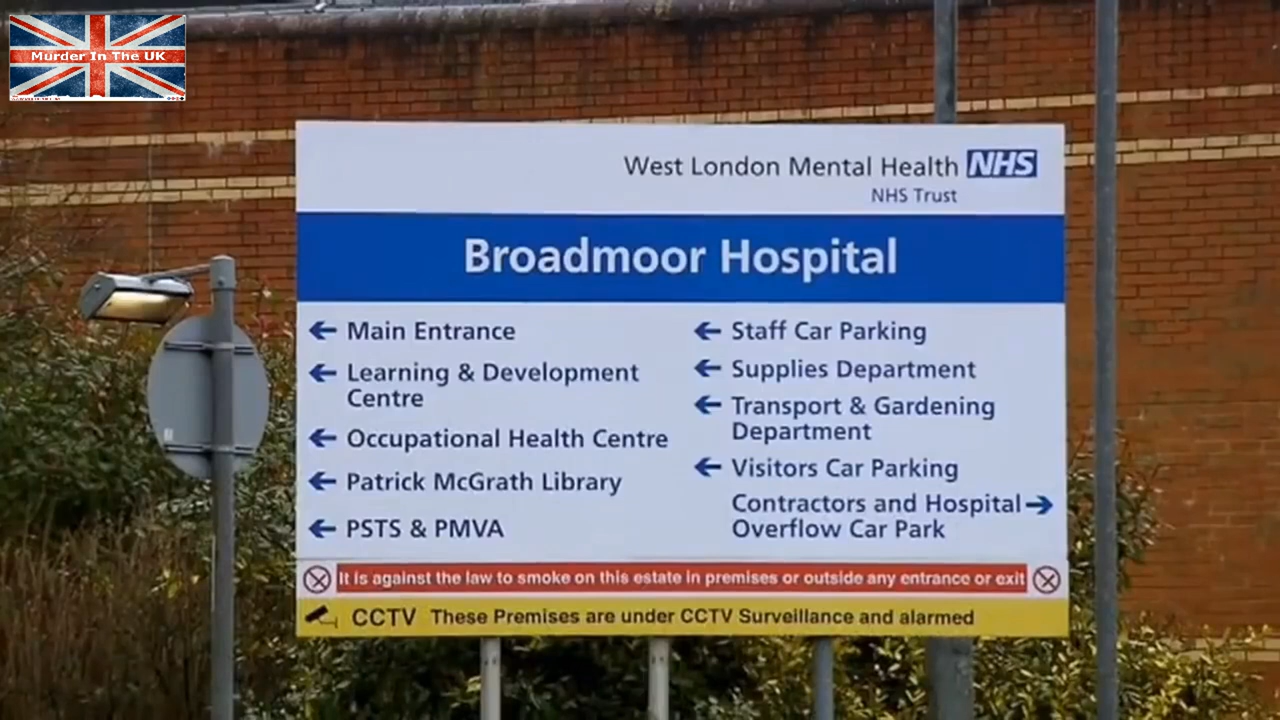 Murder In The UK
West London Mental Health NHS
NHS Trust
Broadmoor Hospital
Main Entrance
Learning & Development
Centre
Occupational Health Centre
Patrick McGrath Library
PSTS & PMVA
Staff Car Parking
Supplies Department
Transport & Gardening
Department
Visitors Car Parking
Contractors and Hospital
Overflow Car Park
It is against the law to smoke on this estate in premises or outside any entrance or exit
CCTV These Premises are under CCTV Surveillance and alarmed